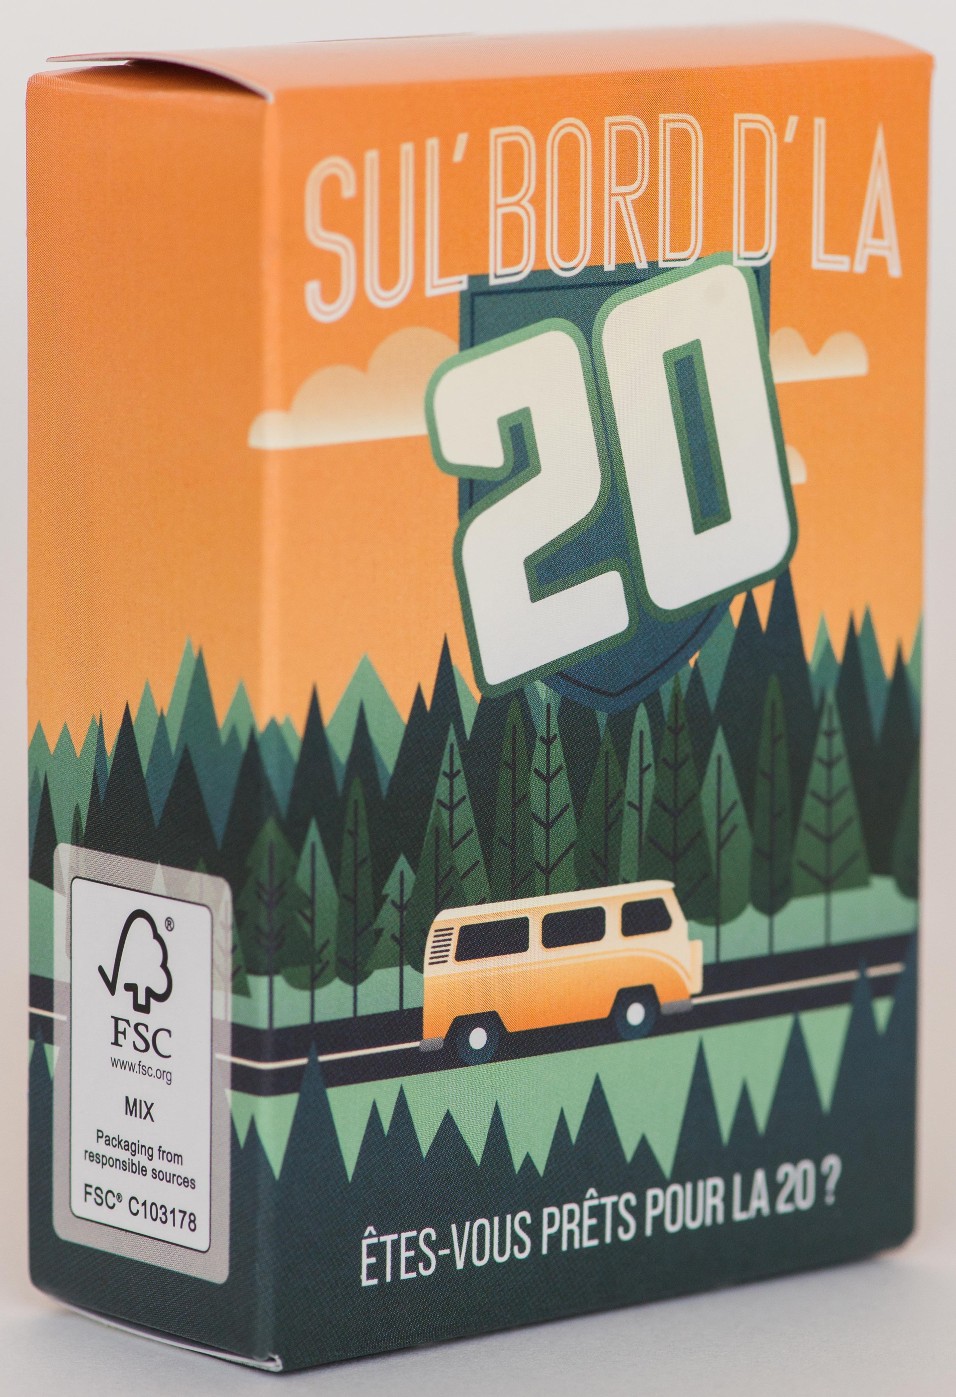 SUL'BORD D'LA
20
ÊTES-VOUS PRÊTS POUR LA 20 ?
®
FSC
www.fsc.org
MIX
Packaging from
responsible sources
FSC® C103178